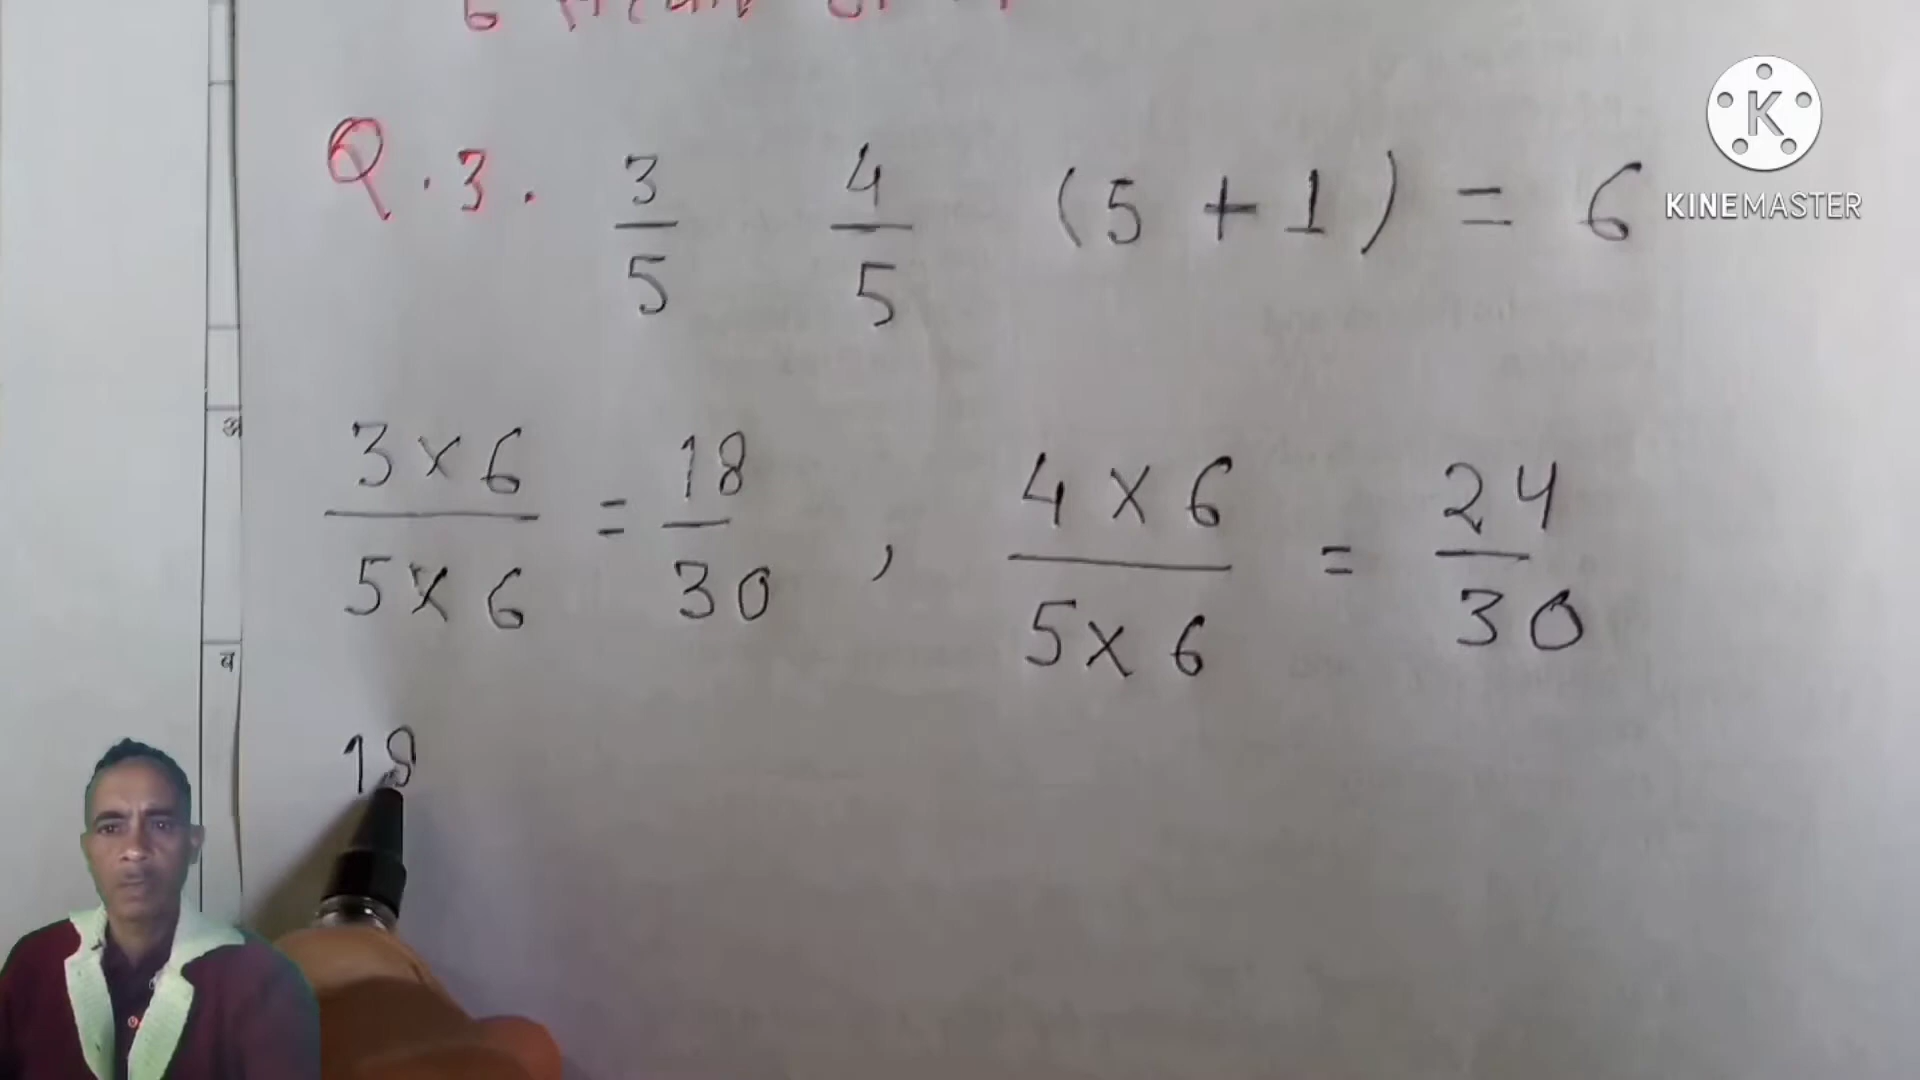 Q.3. 3/5 4/5 (5 + 1) = 6
KINEMASTER
3 × 6 / 5 × 6 = 18/30 , 4 × 6 / 5 × 6 = 24/30
अ
ब
18